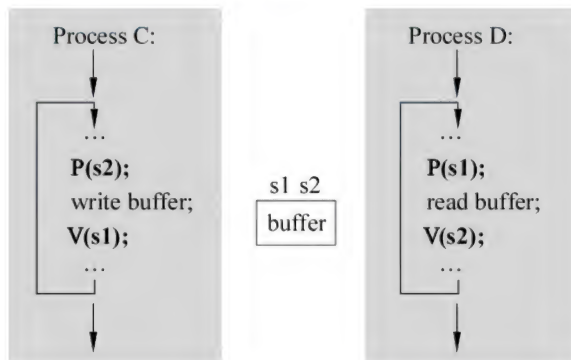 Process C:
...
P(s2);
write buffer;
V(s1);
...
s1 s2
buffer
Process D:
...
P(s1);
read buffer;
V(s2);
...